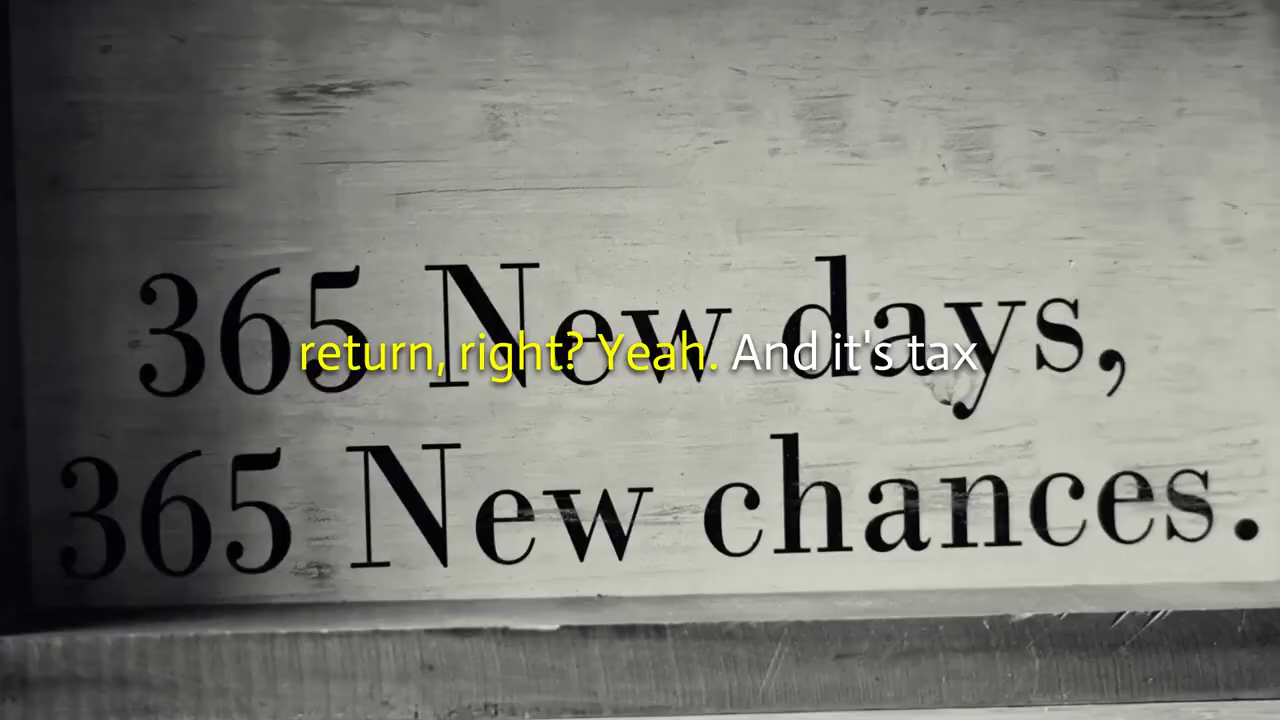 365 New days,
return, right? Yeah. And it's tax
365 New chances.